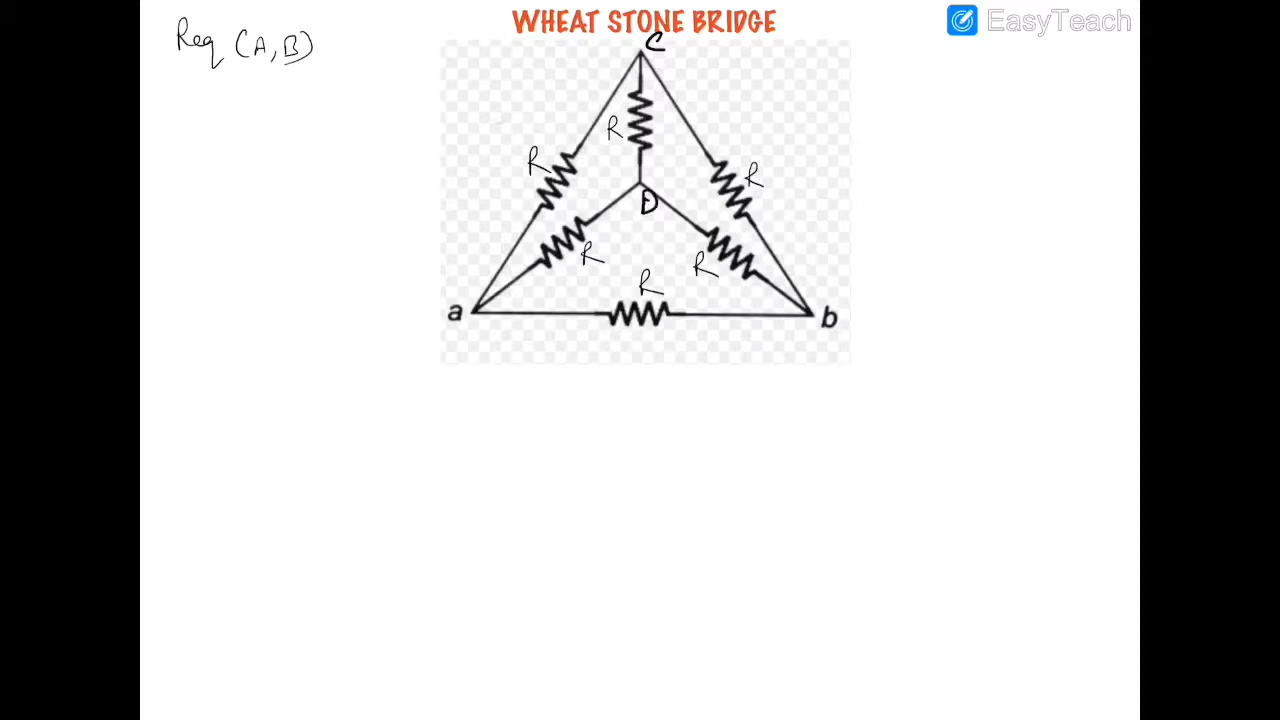 WHEAT STONE BRIDGE
EasyTeach
Req (A,B)
C
R
R
R
D
R
R
R
a
b